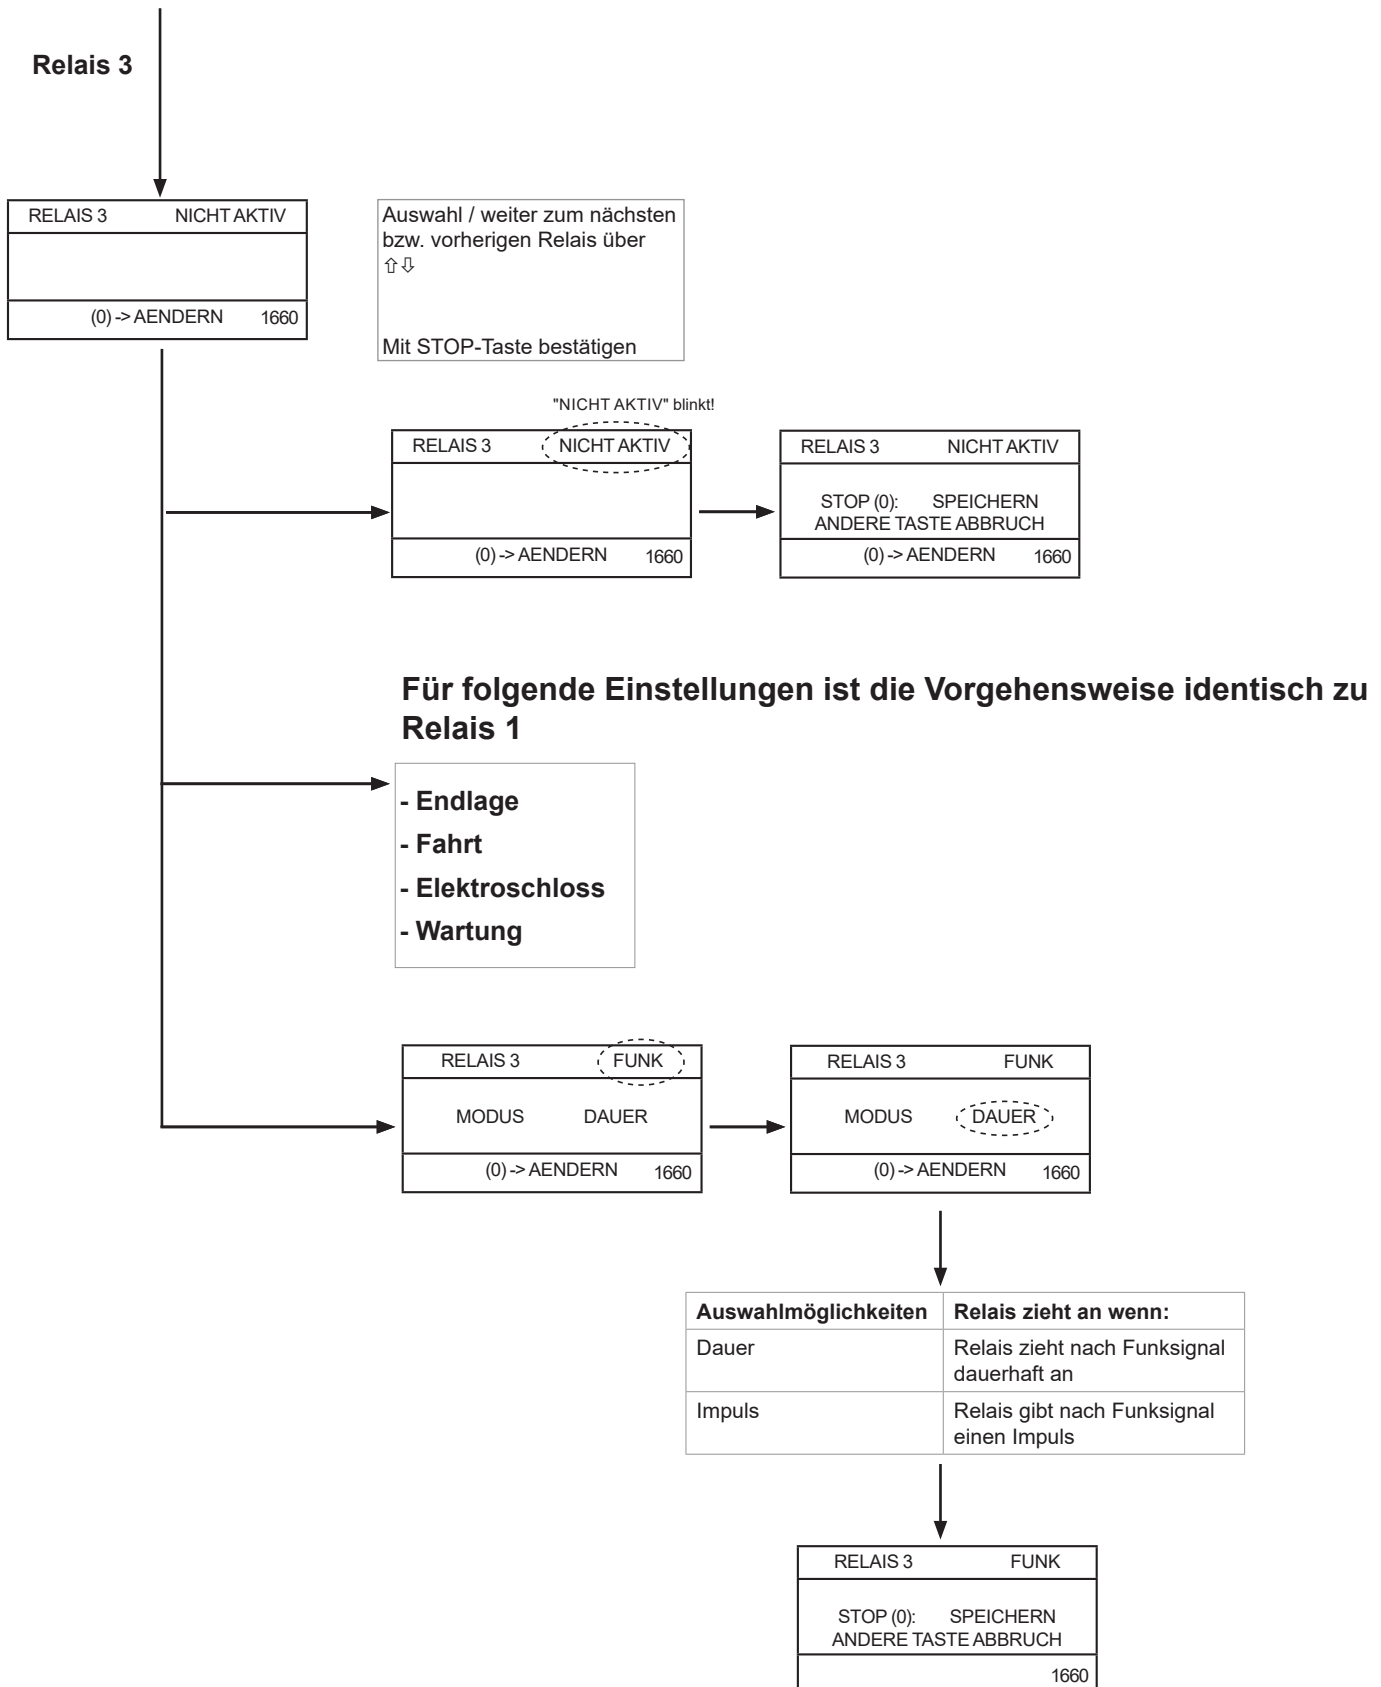 Relais 3
RELAIS 3 NICHT AKTIV
(0) -> AENDERN 1660
Auswahl / weiter zum nächsten
bzw. vorherigen Relais über
⇧⇩
Mit STOP-Taste bestätigen
"NICHT AKTIV" blinkt!
RELAIS 3 NICHT AKTIV
(0) -> AENDERN 1660
RELAIS 3 NICHT AKTIV
STOP (0): SPEICHERN
ANDERE TASTE ABBRUCH
(0) -> AENDERN 1660
Für folgende Einstellungen ist die Vorgehensweise identisch zu
Relais 1
- Endlage
- Fahrt
- Elektroschloss
- Wartung
RELAIS 3 FUNK
MODUS DAUER
(0) -> AENDERN 1660
RELAIS 3 FUNK
MODUS DAUER
(0) -> AENDERN 1660
Auswahlmöglichkeiten Relais zieht an wenn:
Dauer Relais zieht nach Funksignal
dauerhaft an
Impuls Relais gibt nach Funksignal
einen Impuls
RELAIS 3 FUNK
STOP (0): SPEICHERN
ANDERE TASTE ABBRUCH
1660